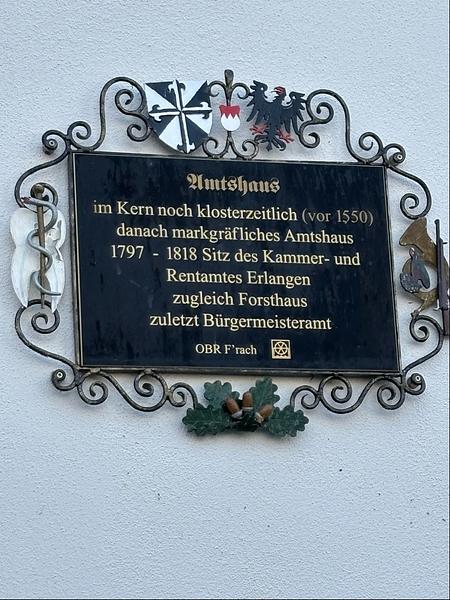 Amtshaus
im Kern noch klosterzeitlich (vor 1550)
danach markgräfliches Amtshaus
1797 - 1818 Sitz des Kammer- und
Rentamtes Erlangen
zugleich Forsthaus
zuletzt Bürgermeisteramt
OBR F'rach